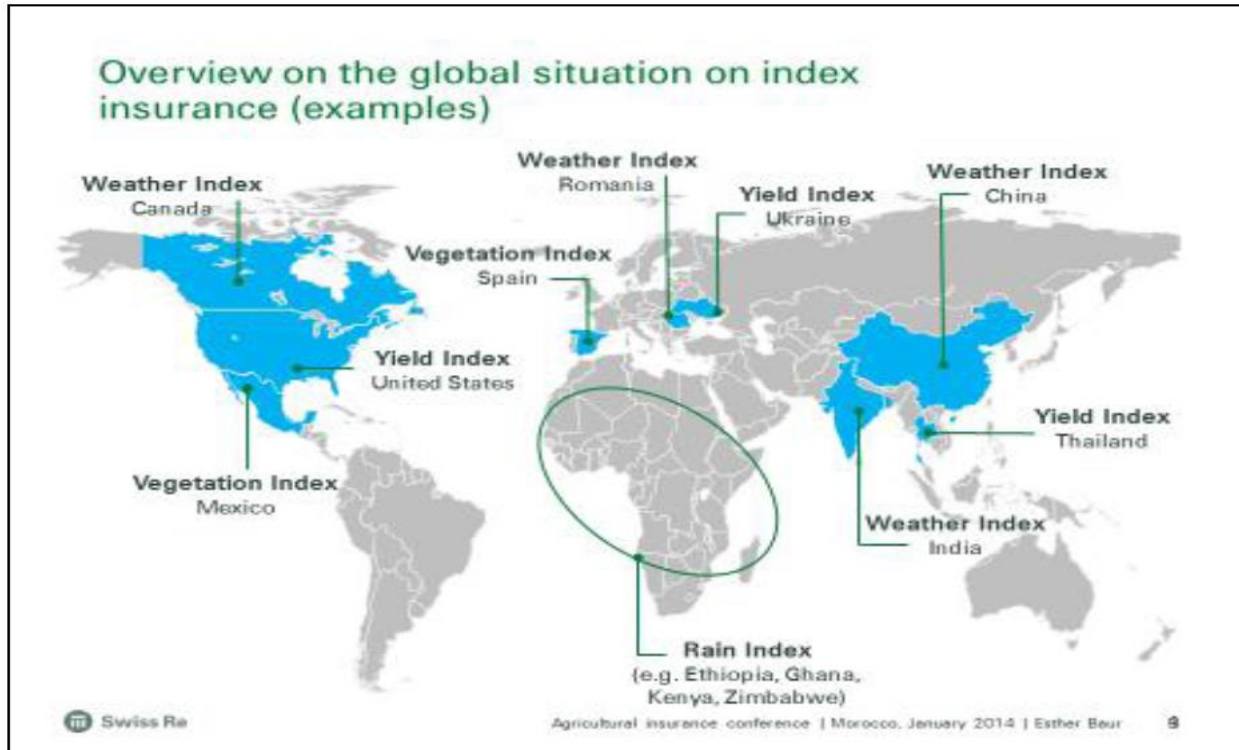 Overview on the global situation on index
insurance (examples)
Weather Index
Canada
Weather Index
Romania
Yield Index
Ukraine
Weather Index
China
Vegetation Index
Spain
Yield Index
United States
Yield Index
Thailand
Vegetation Index
Mexico
Weather Index
India
Rain Index
(e.g. Ethiopia, Ghana,
Kenya, Zimbabwe)
Swiss Re
Agricultural insurance conference | Morocco, January 2014 | Esther Baur